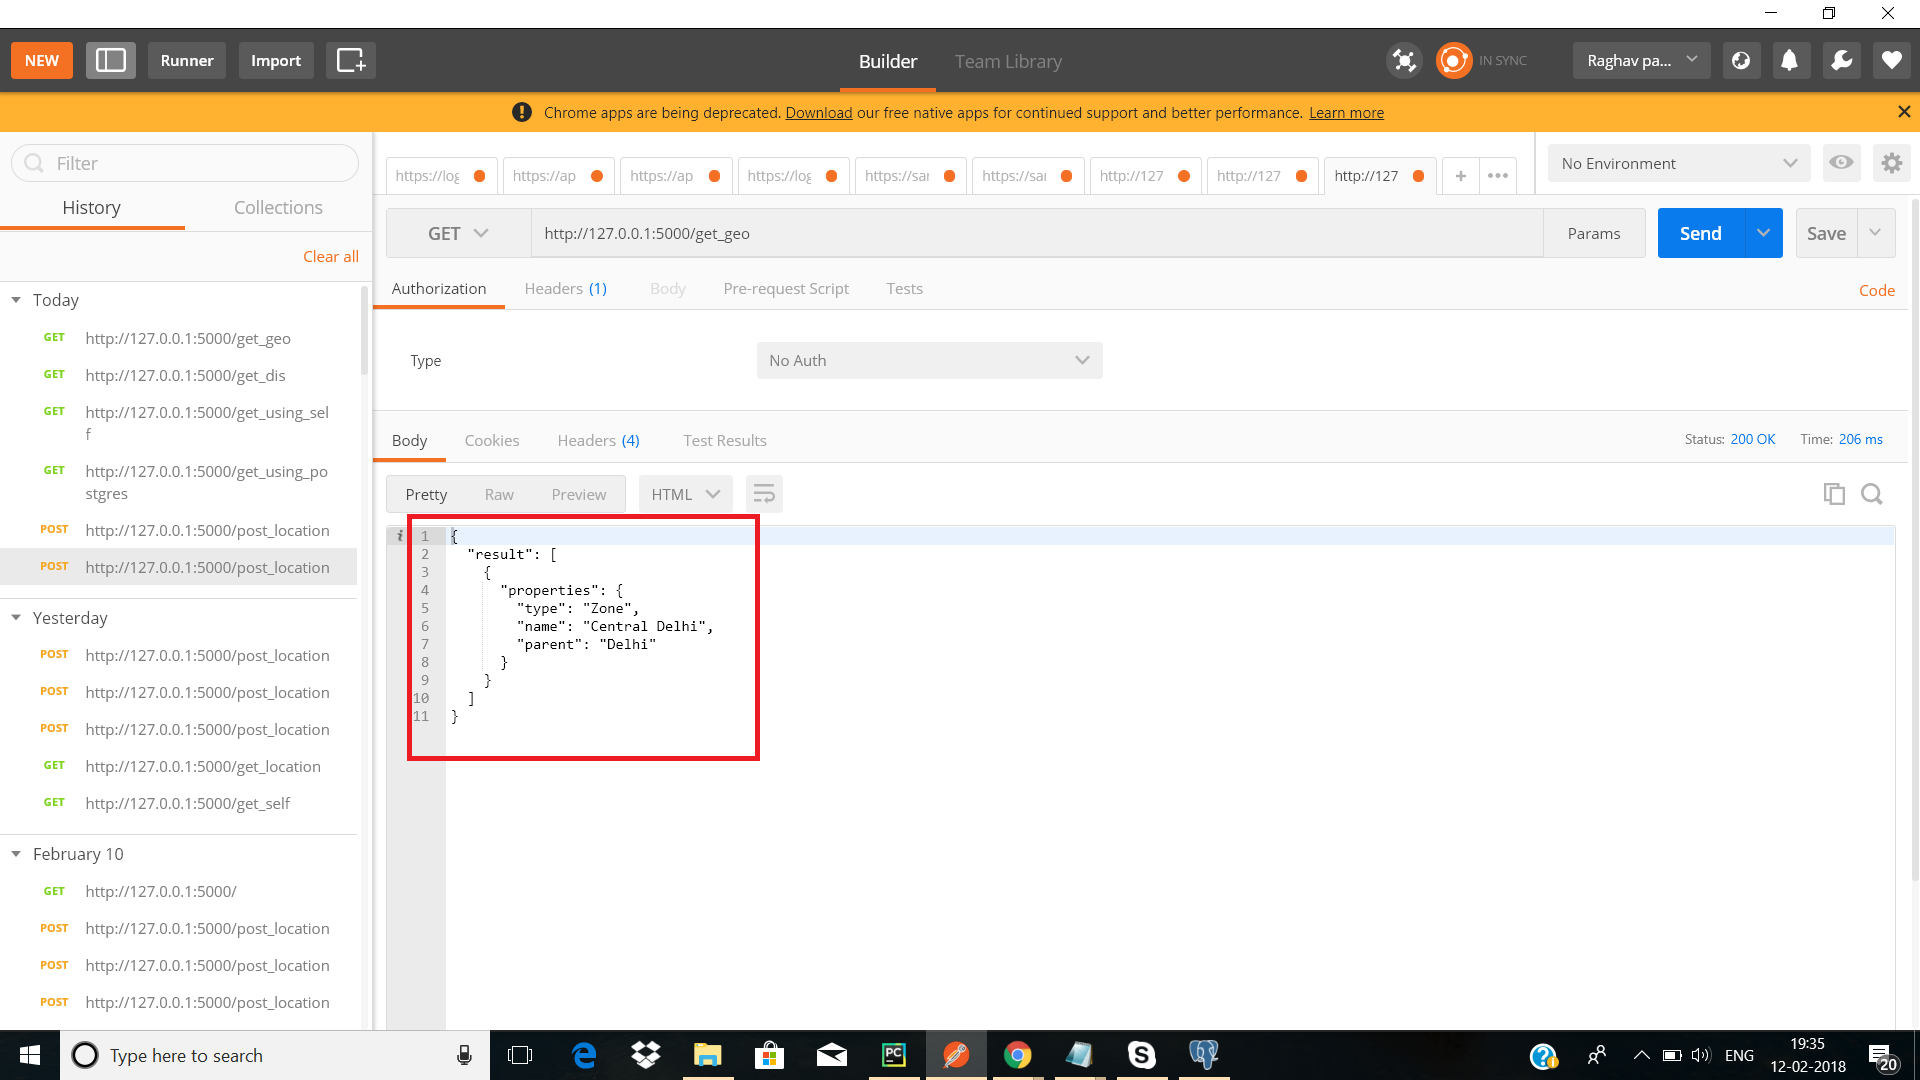 NEW
Runner
Import
Builder
Team Library
IN SYNC
Raghav pa...
Chrome apps are being deprecated. Download our free native apps for continued support and better performance. Learn more
Filter
History
Collections
Clear all
Today
GET http://127.0.0.1:5000/get_geo
GET http://127.0.0.1:5000/get_dis
GET http://127.0.0.1:5000/get_using_sel
f
GET http://127.0.0.1:5000/get_using_po
stgres
POST http://127.0.0.1:5000/post_location
POST http://127.0.0.1:5000/post_location
Yesterday
POST http://127.0.0.1:5000/post_location
POST http://127.0.0.1:5000/post_location
POST http://127.0.0.1:5000/post_location
GET http://127.0.0.1:5000/get_location
GET http://127.0.0.1:5000/get_self
February 10
GET http://127.0.0.1:5000/
POST http://127.0.0.1:5000/post_location
POST http://127.0.0.1:5000/post_location
POST http://127.0.0.1:5000/post_location
https://log
https://ap
https://ap
https://log
https://sai
https://sai
http://127
http://127
http://127
+
•••
No Environment
GET
http://127.0.0.1:5000/get_geo
Params
Send
Save
Authorization
Headers (1)
Body
Pre-request Script
Tests
Code
Type
No Auth
Body
Cookies
Headers (4)
Test Results
Status: 200 OK
Time: 206 ms
Pretty
Raw
Preview
HTML
i 1 {
2 "result": [
3 {
4 "properties": {
5 "type": "Zone",
6 "name": "Central Delhi",
7 "parent": "Delhi"
8 }
9 }
10 ]
11 }
Type here to search
PC
ENG
19:35
12-02-2018
20